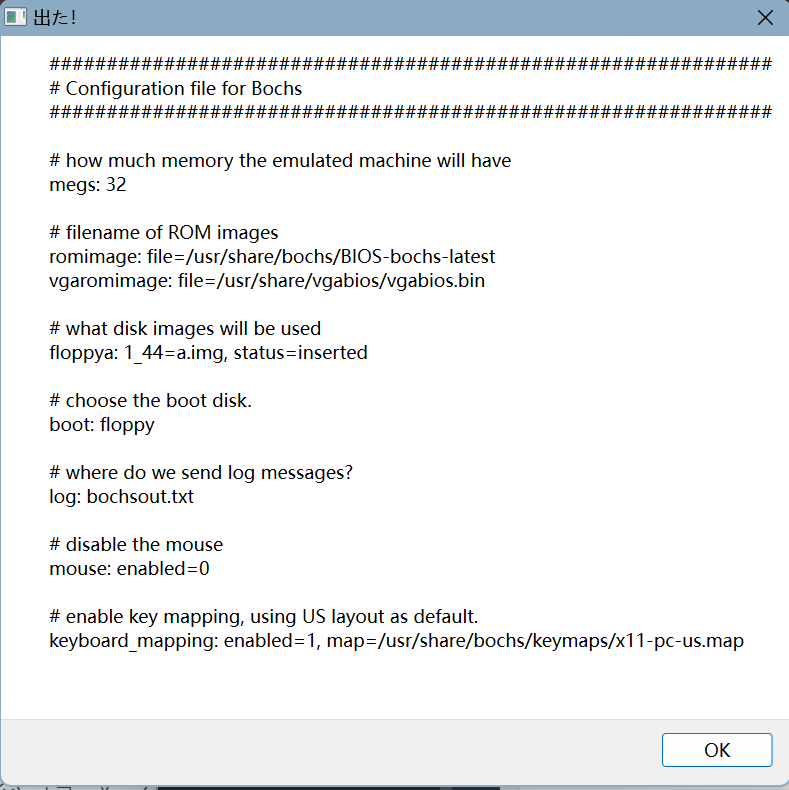 出た!
###############################################################
# Configuration file for Bochs
###############################################################
# how much memory the emulated machine will have
megs: 32
# filename of ROM images
romimage: file=/usr/share/bochs/BIOS-bochs-latest
vgaromimage: file=/usr/share/vgabios/vgabios.bin
# what disk images will be used
floppya: 1_44=a.img, status=inserted
# choose the boot disk.
boot: floppy
# where do we send log messages?
log: bochsout.txt
# disable the mouse
mouse: enabled=0
# enable key mapping, using US layout as default.
keyboard_mapping: enabled=1, map=/usr/share/bochs/keymaps/x11-pc-us.map
OK